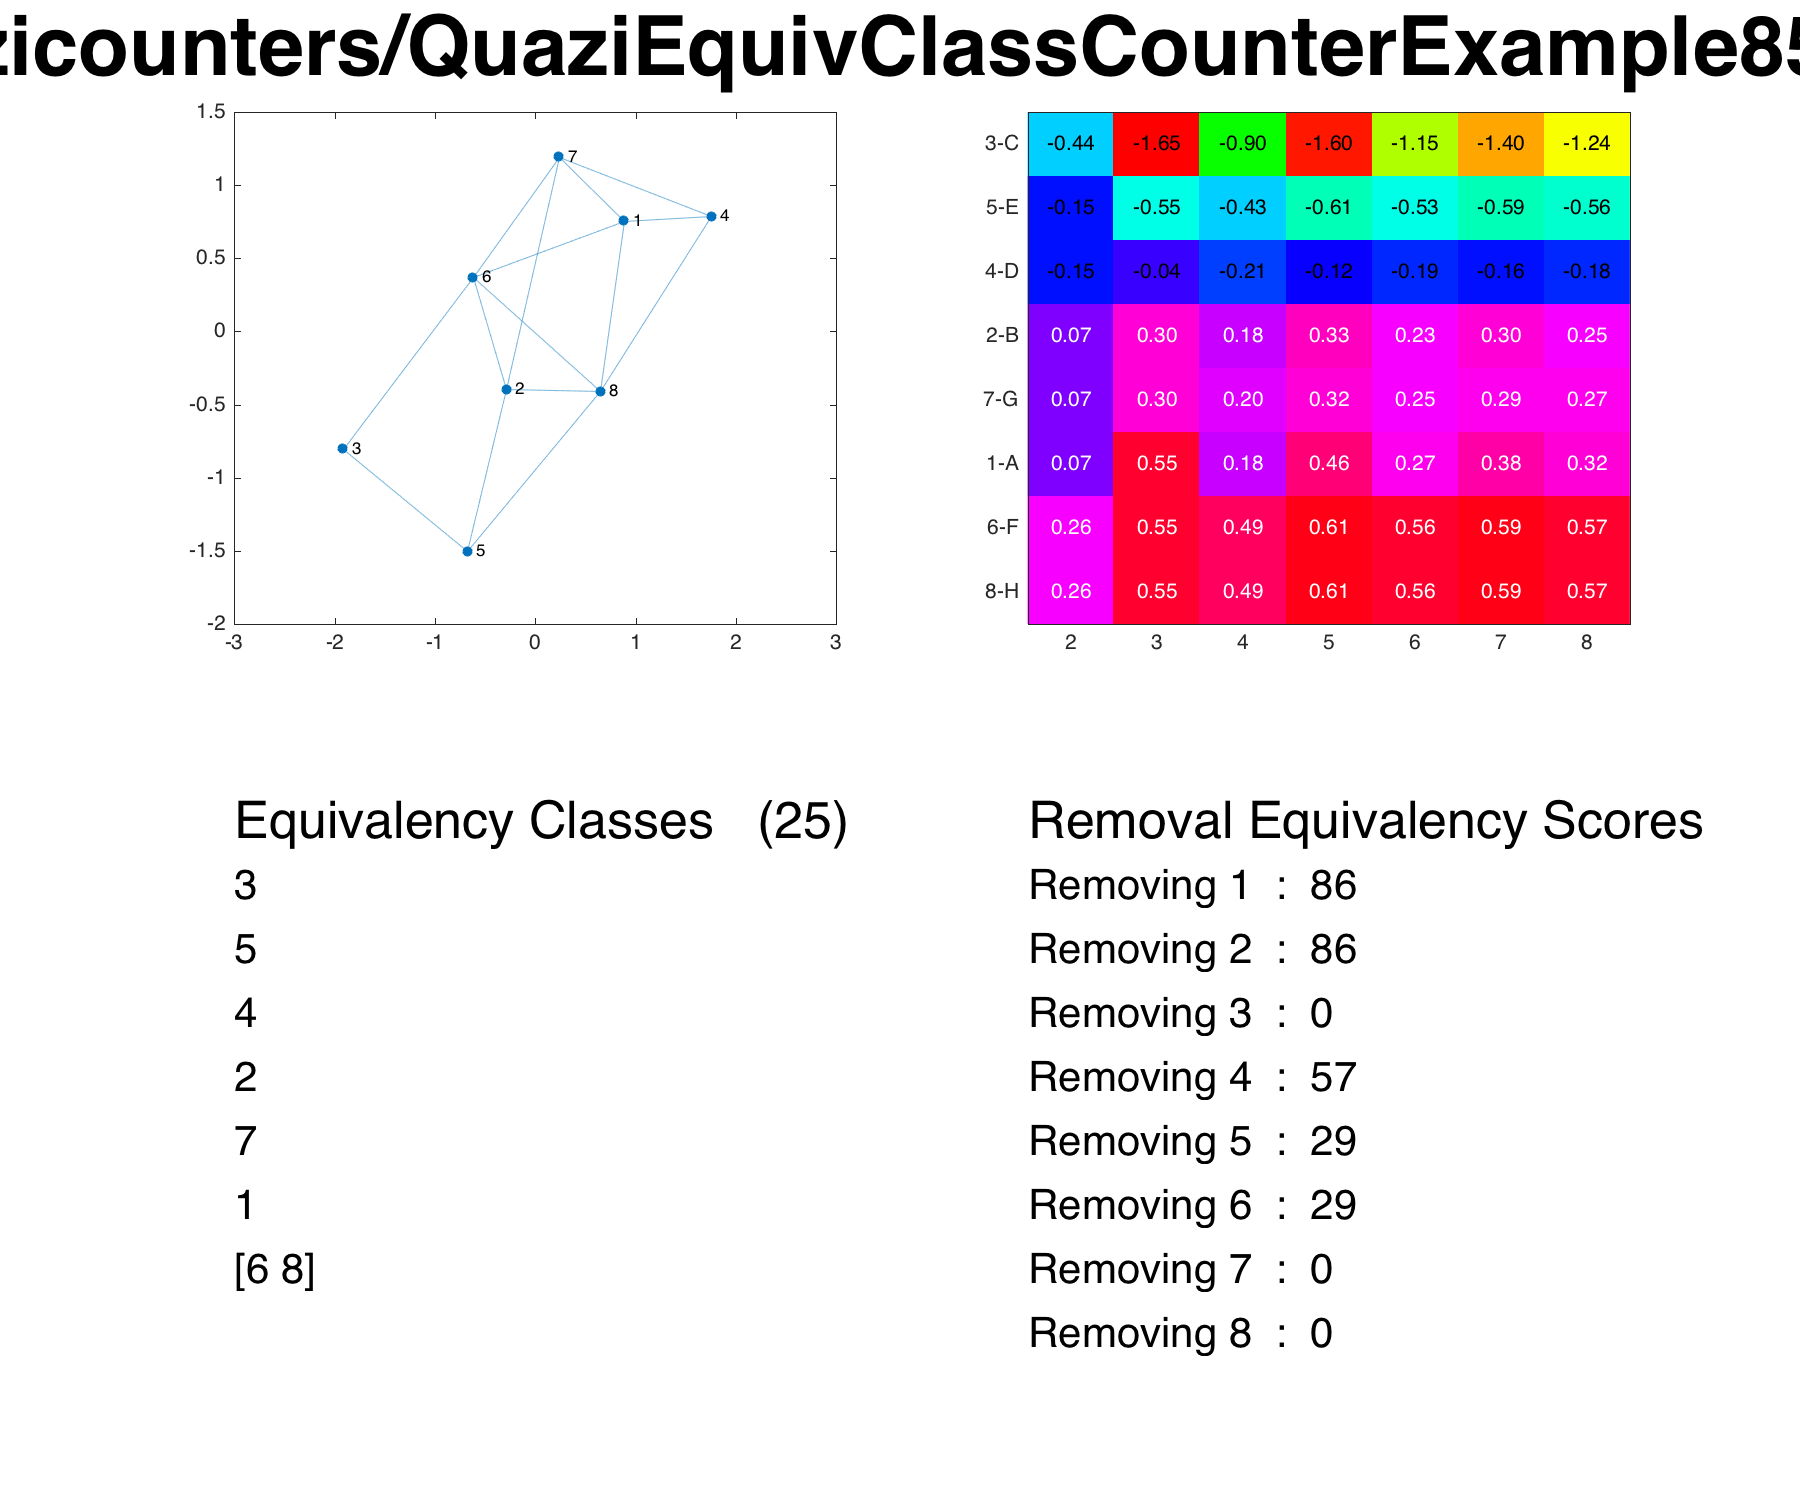 zicounters/QuaziEquivClassCounterExample85
1.5
1
0.5
0
-0.5
-1
-1.5
-2
-3 -2 -1 0 1 2 3
7
1
4
6
2
8
3
5
3-C -0.44 -1.65 -0.90 -1.60 -1.15 -1.40 -1.24
5-E -0.15 -0.55 -0.43 -0.61 -0.53 -0.59 -0.56
4-D -0.15 -0.04 -0.21 -0.12 -0.19 -0.16 -0.18
2-B 0.07 0.30 0.18 0.33 0.23 0.30 0.25
7-G 0.07 0.30 0.20 0.32 0.25 0.29 0.27
1-A 0.07 0.55 0.18 0.46 0.27 0.38 0.32
6-F 0.26 0.55 0.49 0.61 0.56 0.59 0.57
8-H 0.26 0.55 0.49 0.61 0.56 0.59 0.57
2 3 4 5 6 7 8
Equivalency Classes (25)
3
5
4
2
7
1
[6 8]
Removal Equivalency Scores
Removing 1 : 86
Removing 2 : 86
Removing 3 : 0
Removing 4 : 57
Removing 5 : 29
Removing 6 : 29
Removing 7 : 0
Removing 8 : 0